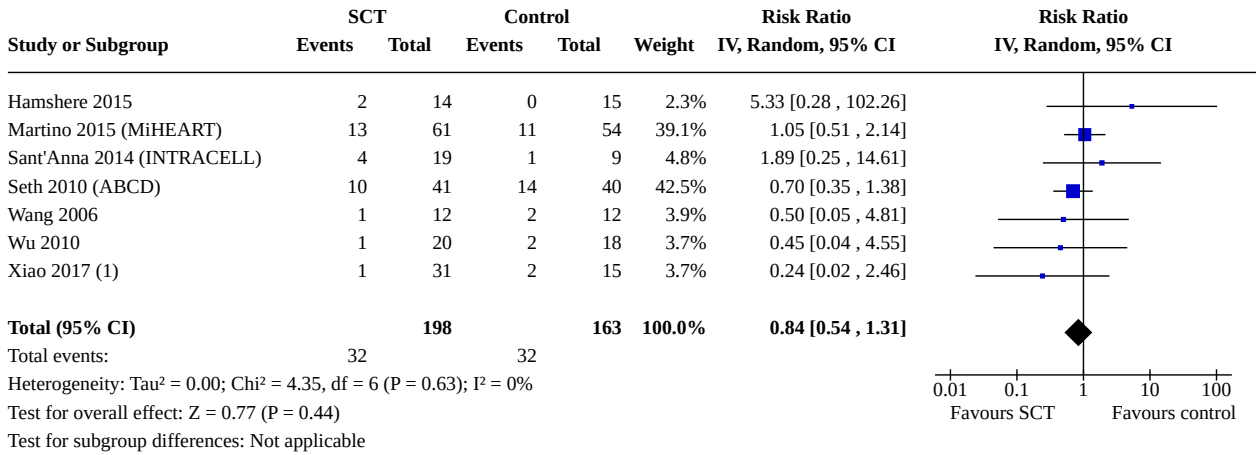 SCT Control Risk Ratio Risk Ratio
Study or Subgroup Events Total Events Total Weight IV, Random, 95% CI IV, Random, 95% CI
Hamshere 2015 2 14 0 15 2.3% 5.33 [0.28 , 102.26]
Martino 2015 (MiHEART) 13 61 11 54 39.1% 1.05 [0.51 , 2.14]
Sant'Anna 2014 (INTRACELL) 4 19 1 9 4.8% 1.89 [0.25 , 14.61]
Seth 2010 (ABCD) 10 41 14 40 42.5% 0.70 [0.35 , 1.38]
Wang 2006 1 12 2 12 3.9% 0.50 [0.05 , 4.81]
Wu 2010 1 20 2 18 3.7% 0.45 [0.04 , 4.55]
Xiao 2017 (1) 1 31 2 15 3.7% 0.24 [0.02 , 2.46]
Total (95% CI) 198 163 100.0% 0.84 [0.54 , 1.31]
Total events: 32 32
Heterogeneity: Tau² = 0.00; Chi² = 4.35, df = 6 (P = 0.63); I² = 0%
Test for overall effect: Z = 0.77 (P = 0.44)
Test for subgroup differences: Not applicable
0.01 0.1 1 10 100
Favours SCT Favours control